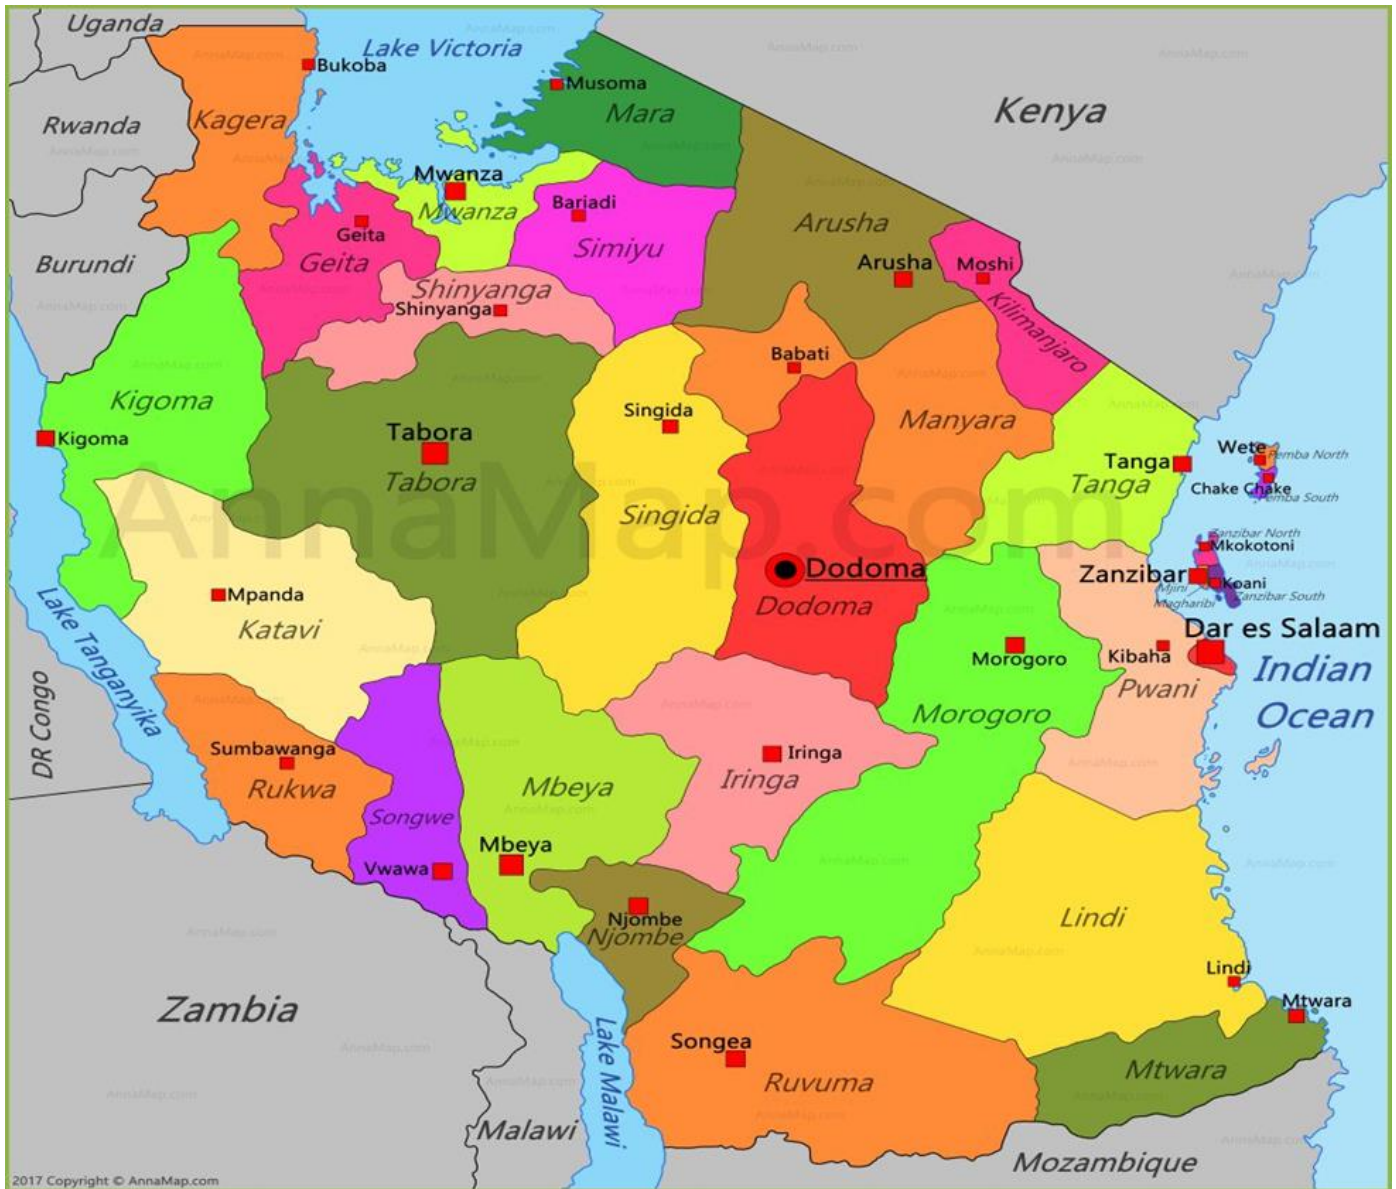 Uganda
Lake Victoria
Bukoba
Musoma
Mara
Kenya
Rwanda
Kagera
Mwanza
Mwanza
Bariadi
Simiyu
Arusha
Arusha
Moshi
Kilimanjaro
Burundi
Geita
Geita
Shinyanga
Shinyanga
Babati
Kigoma
Kigoma
Tabora
Tabora
Singida
Singida
Manyara
Tanga
Tanga
Wete
Pemba North
Chake Chake
Pemba South
AnnaMap.com
Zanzibar North
Mkokotoni
Zanzibar
Koani
Mjini
Magharibi
Zanzibar South
Dodoma
Dodoma
Mpanda
Katavi
Lake Tanganyika
Dar es Salaam
Kibaha
Pwani
Indian
Ocean
Morogoro
Morogoro
DR Congo
Sumbawanga
Rukwa
Songwe
Vwawa
Mbeya
Mbeya
Iringa
Iringa
Njombe
Njombe
Lindi
Lindi
Mtwara
Mtwara
Zambia
Lake Malawi
Songea
Ruvuma
Malawi
Mozambique
2017 Copyright © AnnaMap.com